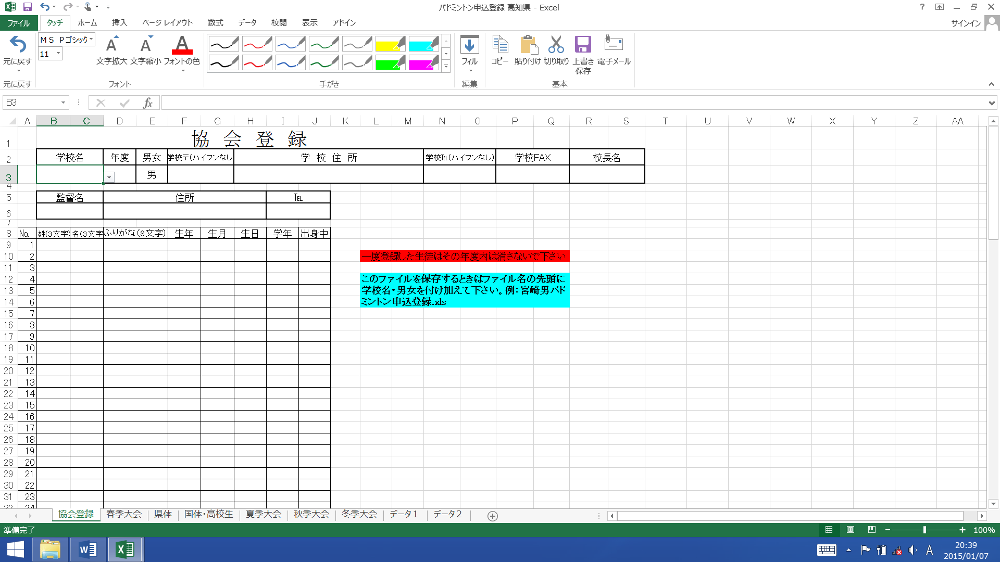 バドミントン申込登録 高知県 - Excel
?
ファイル タッチ ホーム 挿入 ページ レイアウト 数式 データ 校閲 表示 アドイン サインイン
ＭＳ Ｐゴシック
11
元に戻す 文字拡大 文字縮小 フォントの色 フィル コピー 貼り付け 切り取り 上書き保存 電子メール
元に戻す フォント 手がき 編集 基本
B3 fx
A B C D E F G H I J K L M N O P Q R S T U V W X Y Z AA
1 協 会 登 録
2 学校名 年度 男女 学校〒(ハイフンなし 学 校 住 所 学校℡(ハイフンなし) 学校FAX 校長名
3 男
4
5 監督名 住所 ℡
6
7
8 № 姓(3文字) 名(3文字 ふりがな(8文字) 生年 生月 生日 学年 出身中
9 1
10 2 一度登録した生徒はその年度内は消さないで下さい
11 3
12 4 このファイルを保存するときはファイル名の先頭に
13 5 学校名・男女を付け加えて下さい。例：宮崎男バド
14 6 ミントン申込登録.xls
15 7
16 8
17 9
18 10
19 11
20 12
21 13
22 14
23 15
24 16
25 17
26 18
27 19
28 20
29 21
30 22
31 23
32 24
協会登録 春季大会 県体 国体・高校生 夏季大会 秋季大会 冬季大会 データ１ データ２
準備完了 100%
A 20:39
2015/01/07